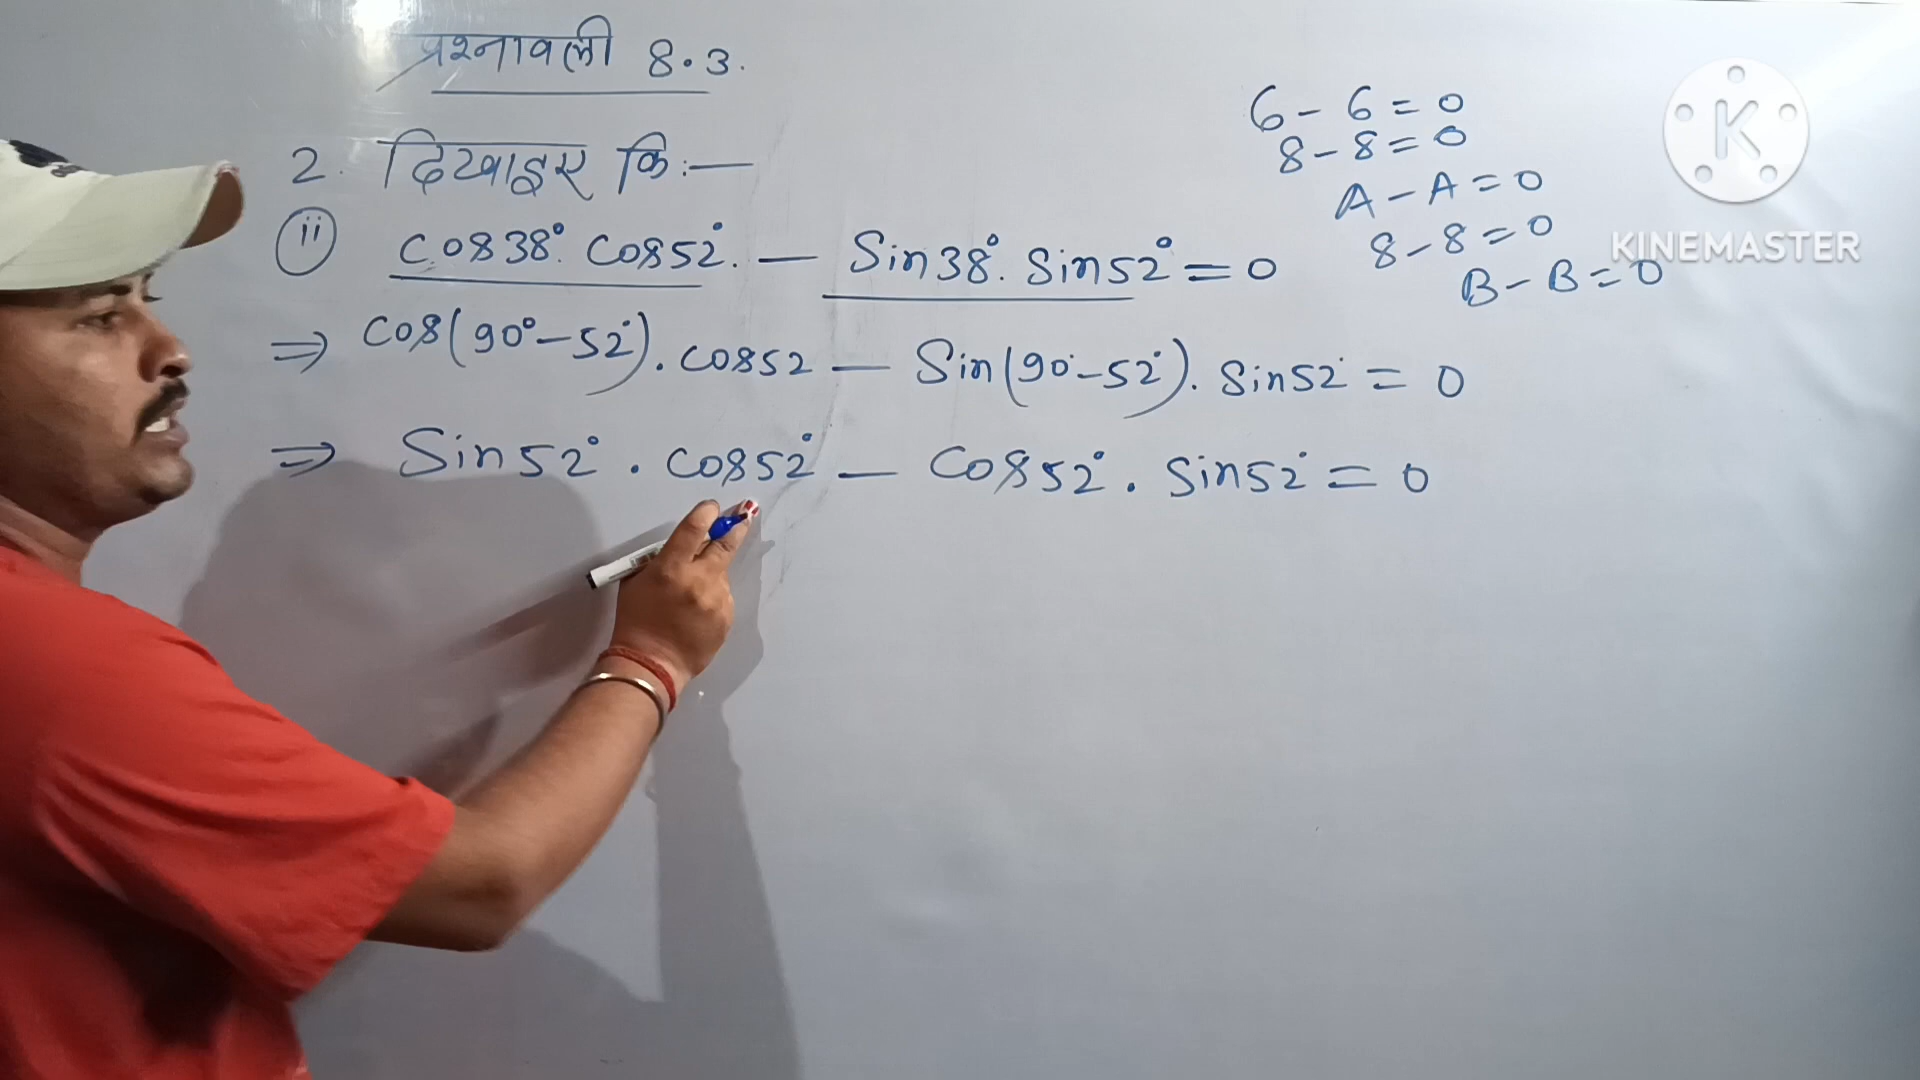 प्रश्नावली 8.3.
2. दिखाइए कि:—
(ii) cos38°. cos52°. — Sin38°. Sin52° = 0
⇒ cos(90°-52°). cos52 — Sin(90°-52°). Sin52° = 0
⇒ Sin52° . cos52° — cos52° . Sin52° = 0
6 - 6 = 0
8 - 8 = 0
A - A = 0
8 - 8 = 0
B - B = 0
K
KINEMASTER